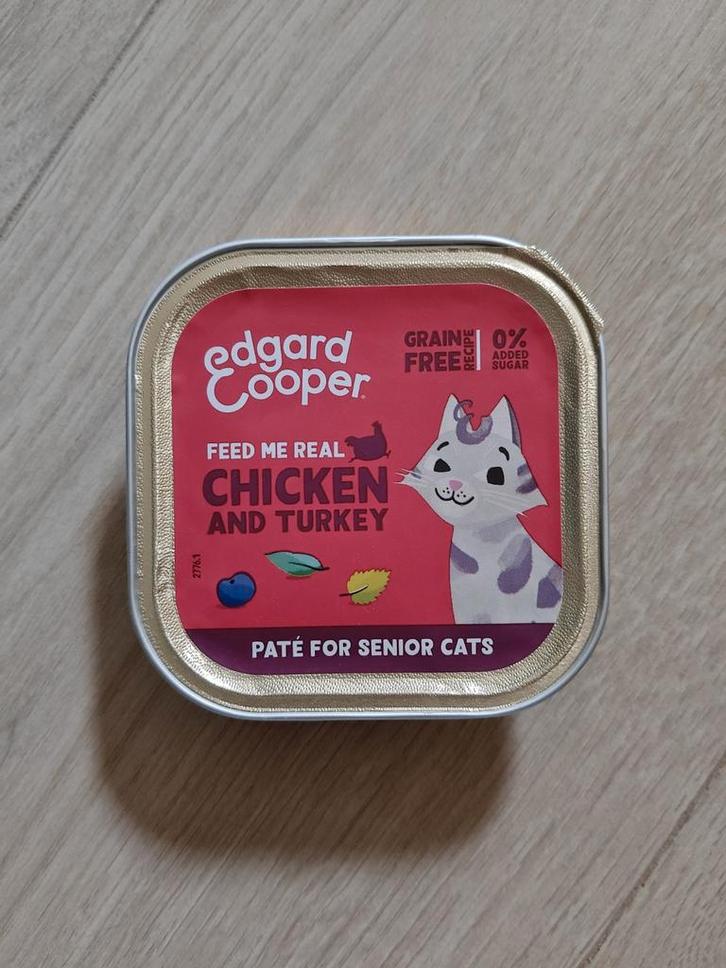 edgard
Cooper®
GRAIN FREE RECIPE
0% ADDED SUGAR
FEED ME REAL
CHICKEN
AND TURKEY
2776.1
PATÉ FOR SENIOR CATS